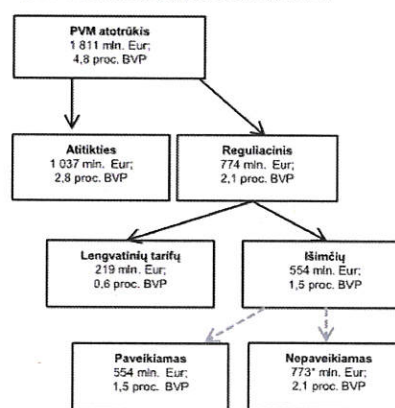 PVM atotrūkis
1 811 mln. Eur;
4,8 proc. BVP
Atitikties
1 037 mln. Eur;
2,8 proc. BVP
Reguliacinis
774 mln. Eur;
2,1 proc. BVP
Lengvatinių tarifų
219 mln. Eur;
0,6 proc. BVP
Išimčių
554 mln. Eur;
1,5 proc. BVP
Paveikiamas
554 mln. Eur;
1,5 proc. BVP
Nepaveikiamas
773* mln. Eur;
2,1 proc. BVP